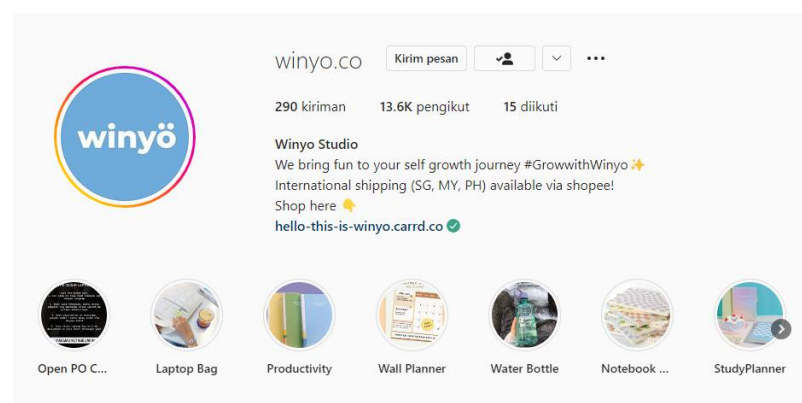 winyo.co Kirim pesan
290 kiriman 13.6K pengikut 15 diikuti
winyö
Winyo Studio
We bring fun to your self growth journey #GrowwithWinyo✨
International shipping (SG, MY, PH) available via shopee!
Shop here 👇
hello-this-is-winyo.carrd.co
Open PO C... Laptop Bag Productivity Wall Planner Water Bottle Notebook ... StudyPlanner